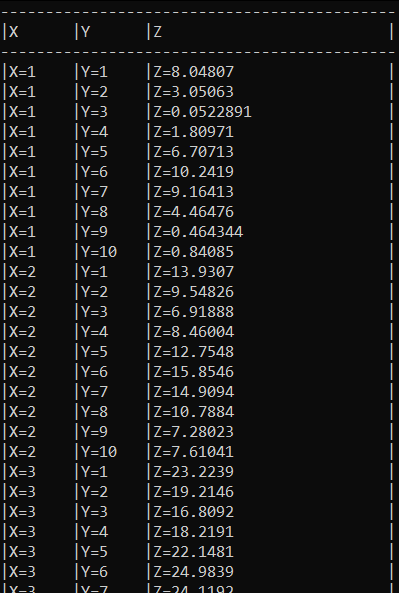 -------------------------------------------
|X      |Y      |Z                         |
-------------------------------------------
|X=1    |Y=1    |Z=8.04807                 |
|X=1    |Y=2    |Z=3.05063                 |
|X=1    |Y=3    |Z=0.0522891               |
|X=1    |Y=4    |Z=1.80971                 |
|X=1    |Y=5    |Z=6.70713                 |
|X=1    |Y=6    |Z=10.2419                 |
|X=1    |Y=7    |Z=9.16413                 |
|X=1    |Y=8    |Z=4.46476                 |
|X=1    |Y=9    |Z=0.464344                |
|X=1    |Y=10   |Z=0.84085                 |
|X=2    |Y=1    |Z=13.9307                 |
|X=2    |Y=2    |Z=9.54826                 |
|X=2    |Y=3    |Z=6.91888                 |
|X=2    |Y=4    |Z=8.46004                 |
|X=2    |Y=5    |Z=12.7548                 |
|X=2    |Y=6    |Z=15.8546                 |
|X=2    |Y=7    |Z=14.9094                 |
|X=2    |Y=8    |Z=10.7884                 |
|X=2    |Y=9    |Z=7.28023                 |
|X=2    |Y=10   |Z=7.61041                 |
|X=3    |Y=1    |Z=23.2239                 |
|X=3    |Y=2    |Z=19.2146                 |
|X=3    |Y=3    |Z=16.8092                 |
|X=3    |Y=4    |Z=18.2191                 |
|X=3    |Y=5    |Z=22.1481                 |
|X=3    |Y=6    |Z=24.9839                 |
|X=3    |Y=7    |Z=24.1192                 |